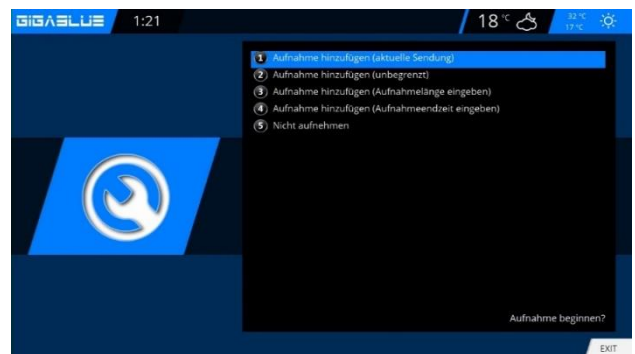 GIGABLUE 1:21 18 °C 32 °C
17 °C
1 Aufnahme hinzufügen (aktuelle Sendung)
2 Aufnahme hinzufügen (unbegrenzt)
3 Aufnahme hinzufügen (Aufnahmelänge eingeben)
4 Aufnahme hinzufügen (Aufnahmeendzeit eingeben)
5 Nicht aufnehmen
Aufnahme beginnen?
EXIT